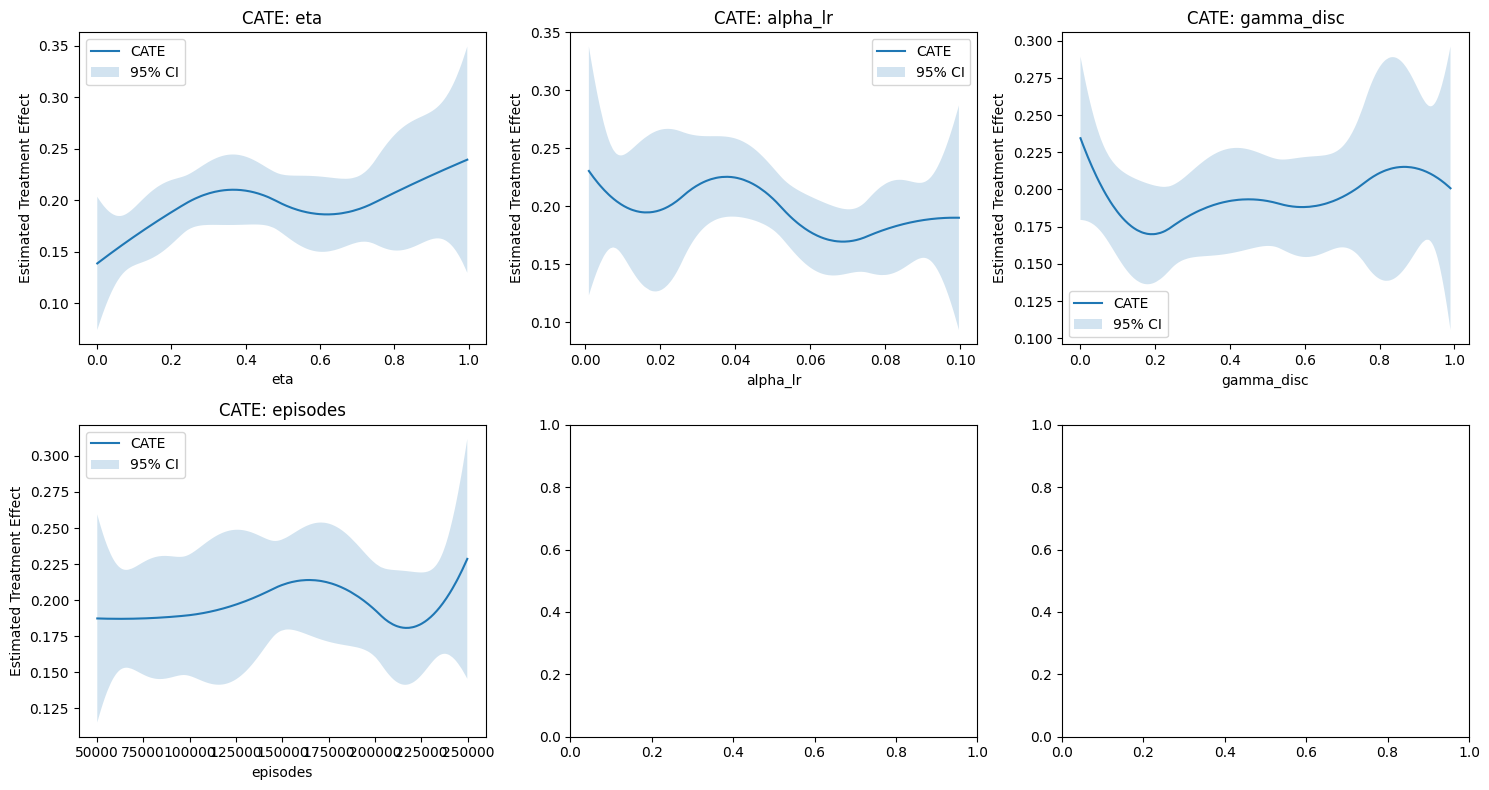 CATE: eta
CATE
95% CI
Estimated Treatment Effect
0.35
0.30
0.25
0.20
0.15
0.10
0.0 0.2 0.4 0.6 0.8 1.0
eta
CATE: alpha_lr
CATE
95% CI
Estimated Treatment Effect
0.35
0.30
0.25
0.20
0.15
0.10
0.00 0.02 0.04 0.06 0.08 0.10
alpha_lr
CATE: gamma_disc
CATE
95% CI
Estimated Treatment Effect
0.300
0.275
0.250
0.225
0.200
0.175
0.150
0.125
0.100
0.0 0.2 0.4 0.6 0.8 1.0
gamma_disc
CATE: episodes
CATE
95% CI
Estimated Treatment Effect
0.300
0.275
0.250
0.225
0.200
0.175
0.150
0.125
50000 75000 100000 125000 150000 175000 200000 225000 250000
episodes
1.0
0.8
0.6
0.4
0.2
0.0
0.0 0.2 0.4 0.6 0.8 1.0
1.0
0.8
0.6
0.4
0.2
0.0
0.0 0.2 0.4 0.6 0.8 1.0